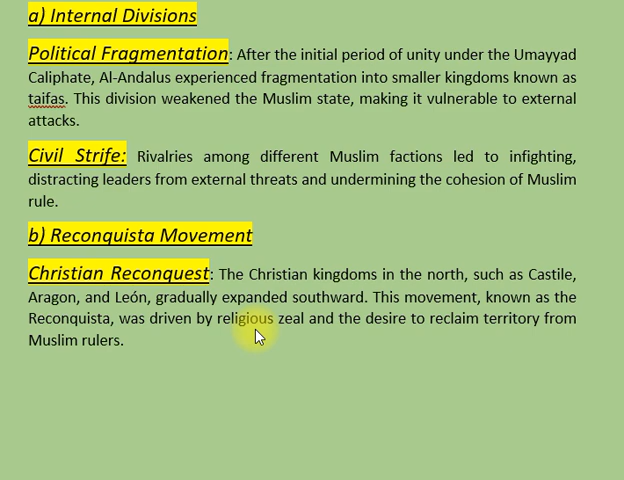 a) Internal Divisions
Political Fragmentation: After the initial period of unity under the Umayyad
Caliphate, Al-Andalus experienced fragmentation into smaller kingdoms known as
taifas. This division weakened the Muslim state, making it vulnerable to external
attacks.
Civil Strife: Rivalries among different Muslim factions led to infighting,
distracting leaders from external threats and undermining the cohesion of Muslim
rule.
b) Reconquista Movement
Christian Reconquest: The Christian kingdoms in the north, such as Castile,
Aragon, and León, gradually expanded southward. This movement, known as the
Reconquista, was driven by religious zeal and the desire to reclaim territory from
Muslim rulers.